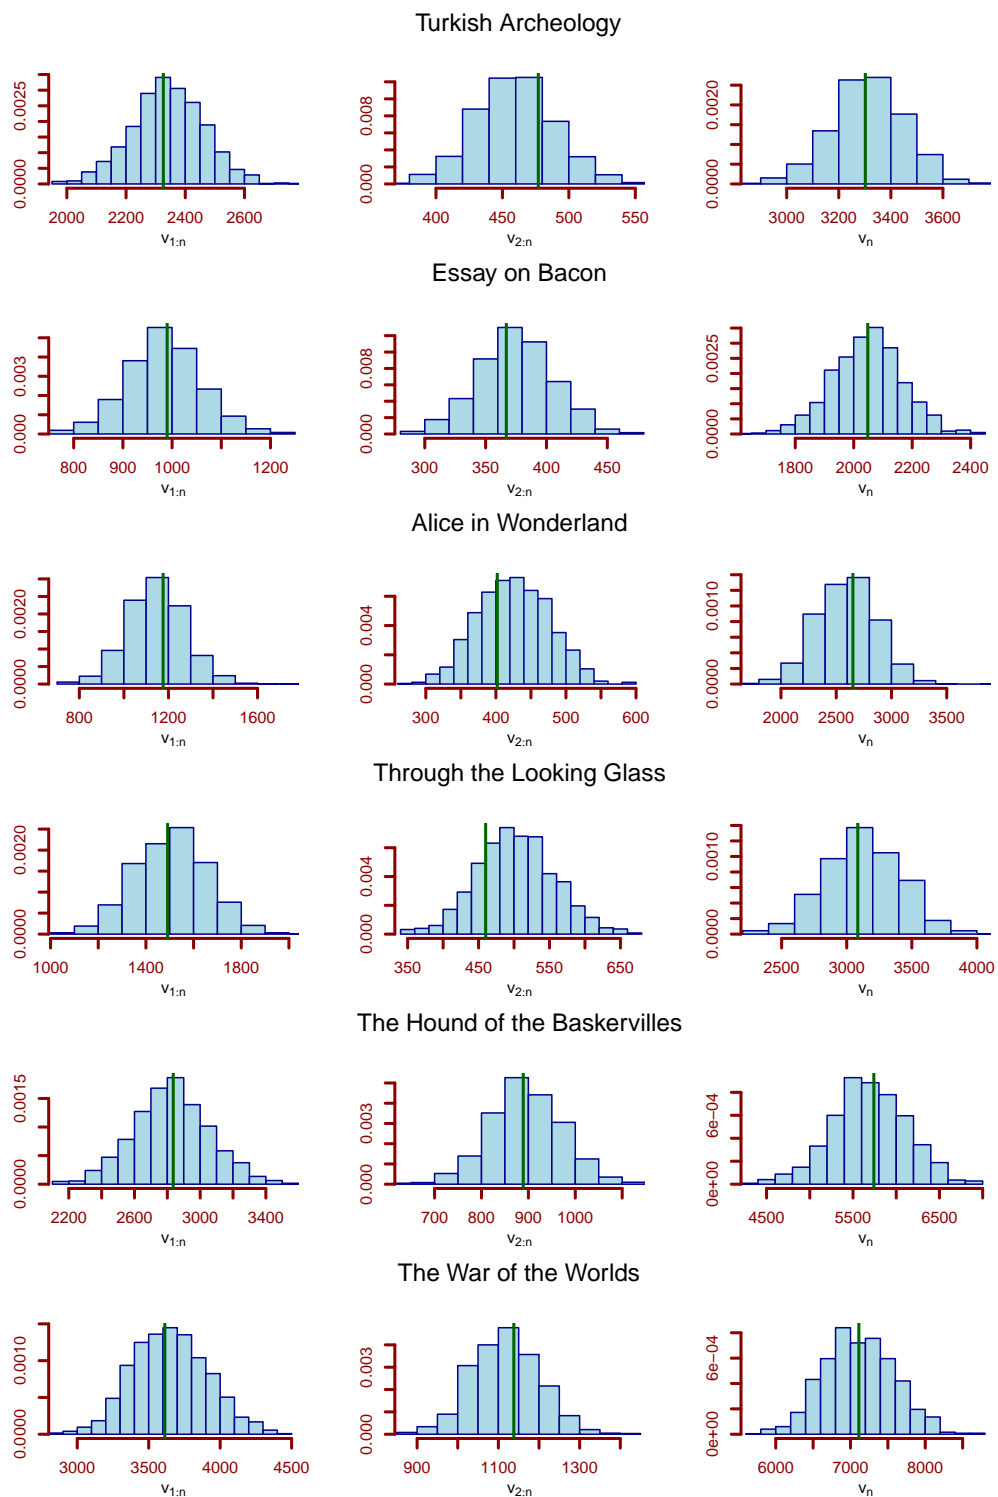 Turkish Archeology
0.0000 0.0025
2000 2200 2400 2600
v1:n
0.000 0.008
400 450 500 550
v2:n
0.0000 0.0020
3000 3200 3400 3600
vn
Essay on Bacon
0.000 0.003
800 900 1000 1200
v1:n
0.000 0.008
300 350 400 450
v2:n
0.0000 0.0025
1800 2000 2200 2400
vn
Alice in Wonderland
0.0000 0.0020
800 1200 1600
v1:n
0.000 0.004
300 400 500 600
v2:n
0.0000 0.0010
2000 2500 3000 3500
vn
Through the Looking Glass
0.0000 0.0020
1000 1400 1800
v1:n
0.000 0.004
350 450 550 650
v2:n
0.0000 0.0010
2500 3000 3500 4000
vn
The Hound of the Baskervilles
0.0000 0.0015
2200 2600 3000 3400
v1:n
0.000 0.003
700 800 900 1000
v2:n
0e+00 6e−04
4500 5500 6500
vn
The War of the Worlds
0.0000 0.0010
3000 3500 4000 4500
v1:n
0.000 0.003
900 1100 1300
v2:n
0e+00 6e−04
6000 7000 8000
vn